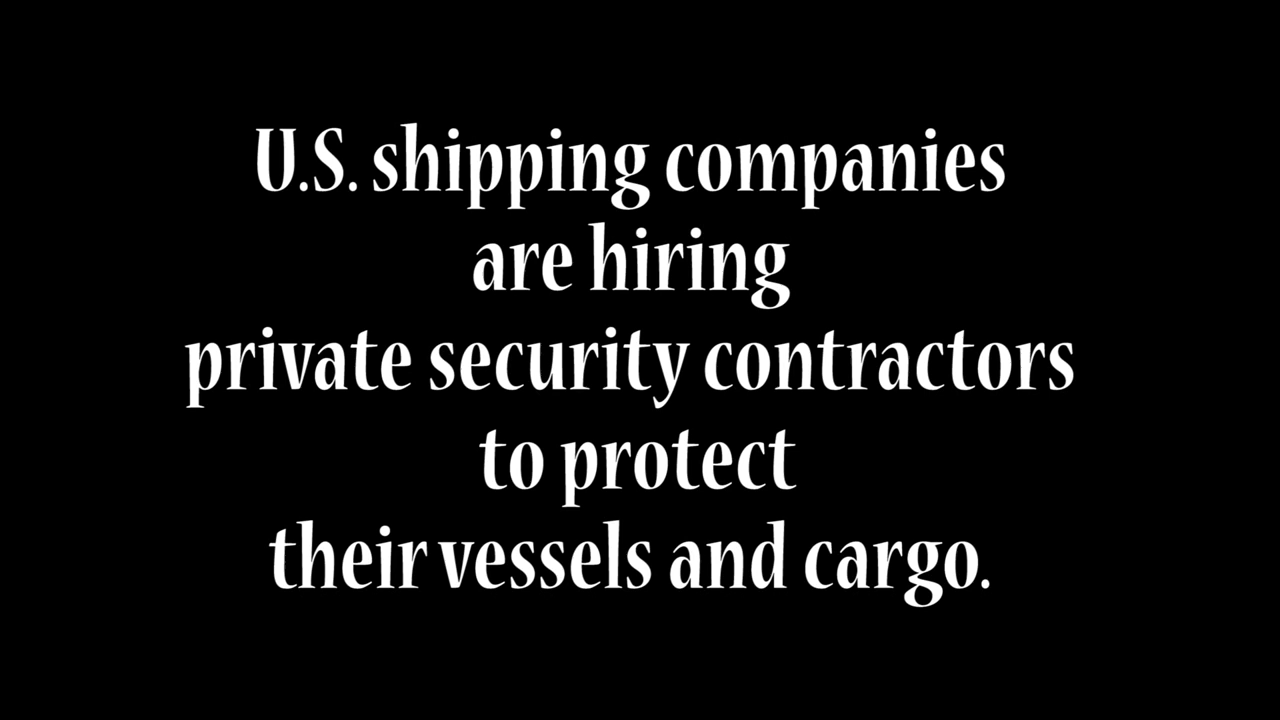 U.S. shipping companies
are hiring
private security contractors
to protect
their vessels and cargo.